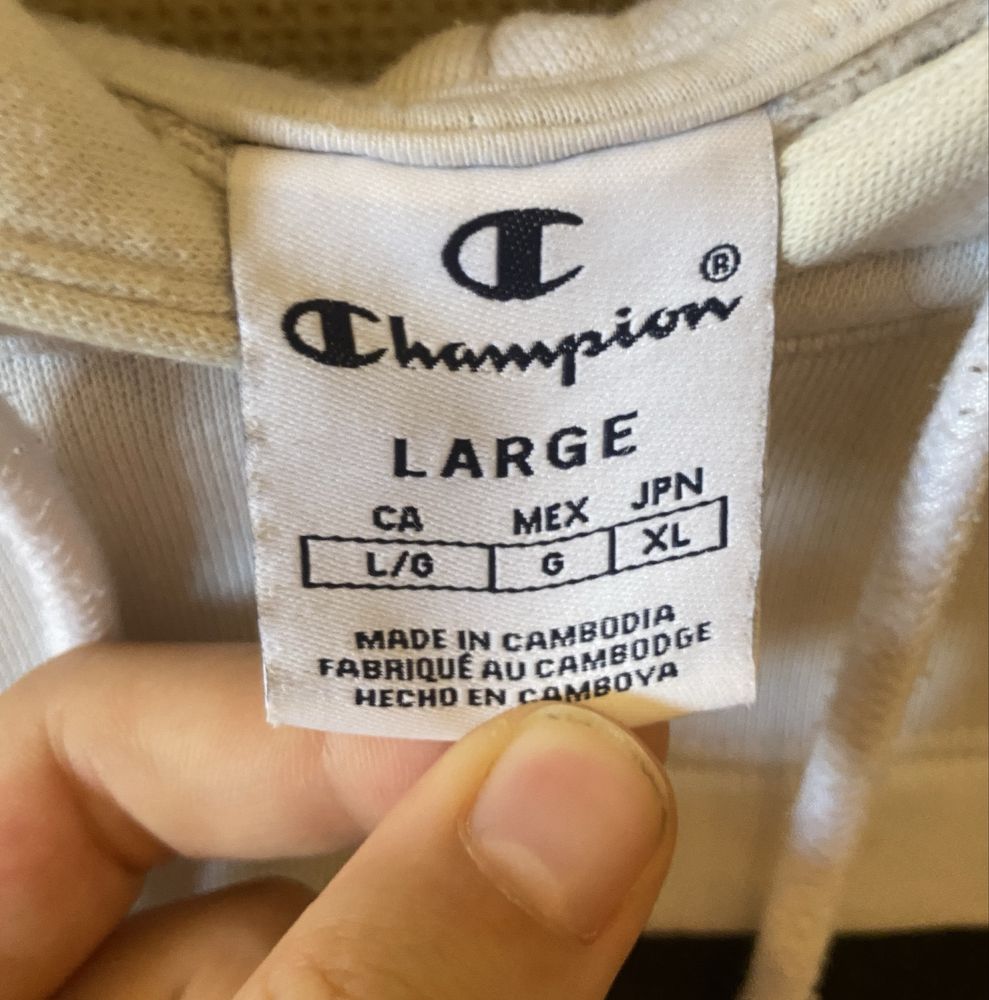 Champion®
LARGE
CA MEX JPN
L/G G XL
MADE IN CAMBODIA
FABRIQUÉ AU CAMBODGE
HECHO EN CAMBOYA